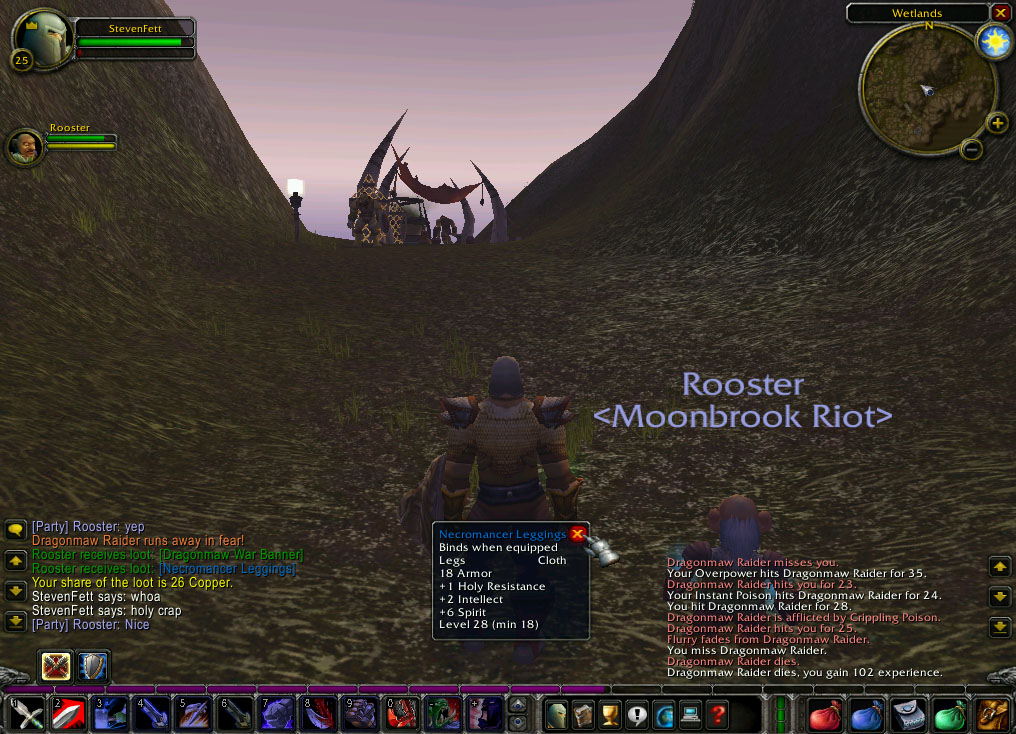 StevenFett
25
Rooster
Wetlands
N
Rooster
<Moonbrook Riot>
[Party] Rooster: yep
Dragonmaw Raider runs away in fear!
Rooster receives loot: [Dragonmaw War Banner]
Rooster receives loot: [Necromancer Leggings]
Your share of the loot is 26 Copper.
StevenFett says: whoa
StevenFett says: holy crap
[Party] Rooster: Nice
Necromancer Leggings
Binds when equipped
Legs Cloth
18 Armor
+1 Holy Resistance
+2 Intellect
+6 Spirit
Level 28 (min 18)
Dragonmaw Raider misses you.
Your Overpower hits Dragonmaw Raider for 35.
Dragonmaw Raider hits you for 23.
Your Instant Poison hits Dragonmaw Raider for 24.
You hit Dragonmaw Raider for 28.
Dragonmaw Raider is afflicted by Crippling Poison.
Dragonmaw Raider hits you for 25.
Flurry fades from Dragonmaw Raider.
You miss Dragonmaw Raider.
Dragonmaw Raider dies.
Dragonmaw Raider dies, you gain 102 experience.
1 2 3 4 5 6 7 8 9 0 - +